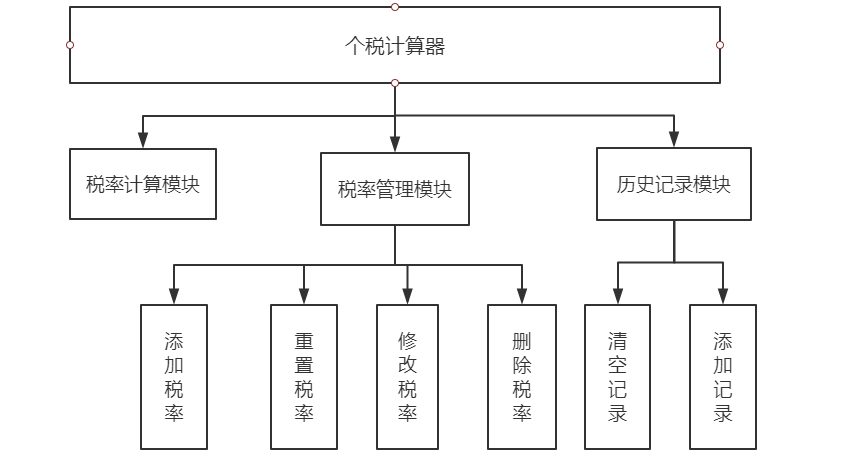 个税计算器
税率计算模块
税率管理模块
历史记录模块
添加税率
重置税率
修改税率
删除税率
清空记录
添加记录